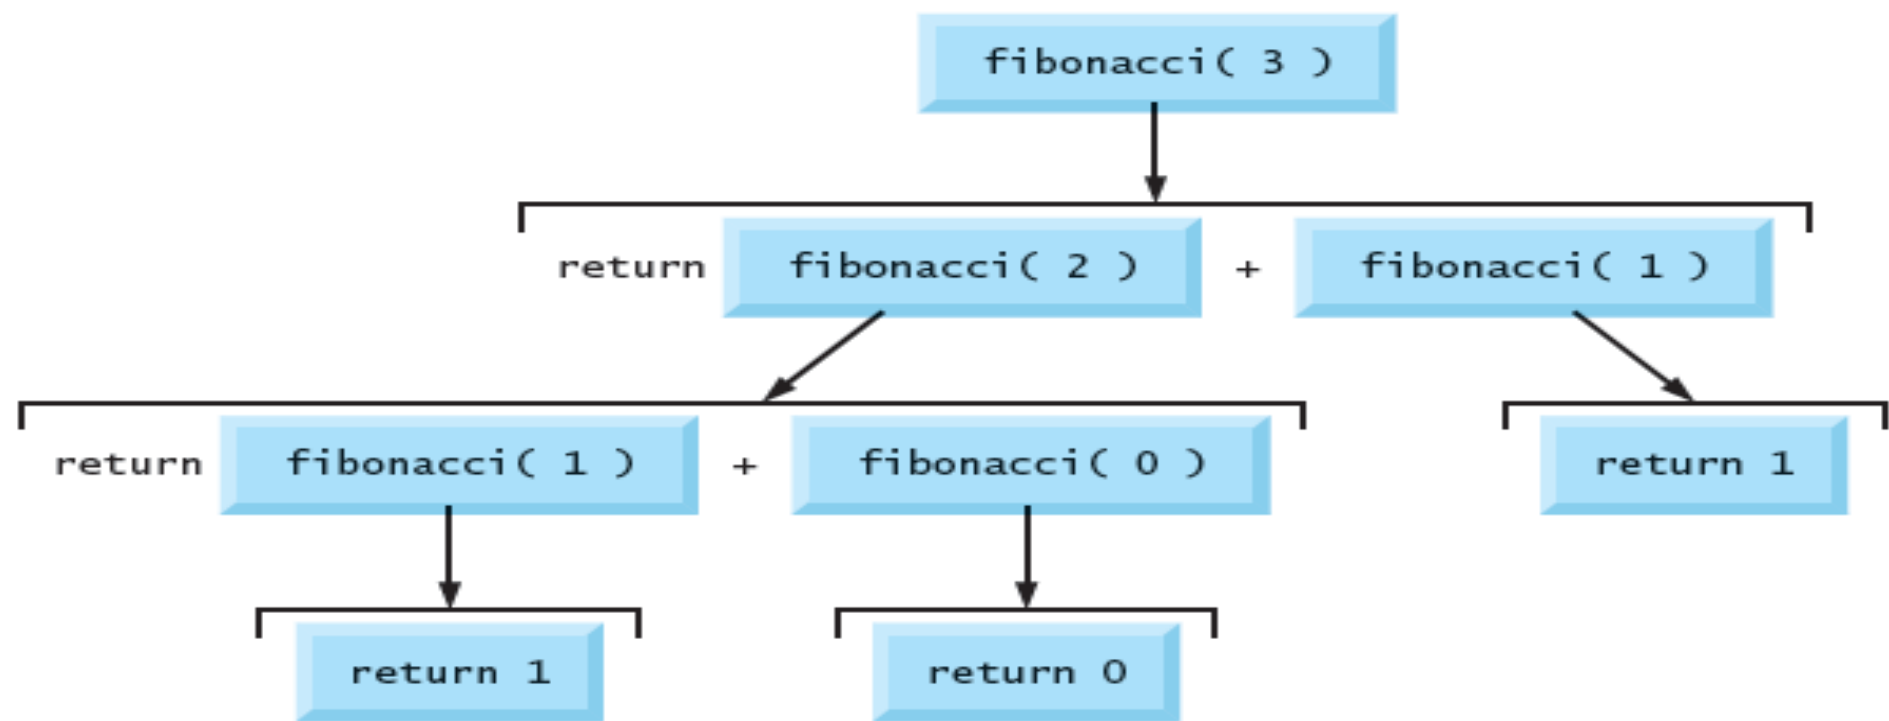 fibonacci( 3 )
return fibonacci( 2 ) + fibonacci( 1 )
return fibonacci( 1 ) + fibonacci( 0 ) return 1
return 1 return 0